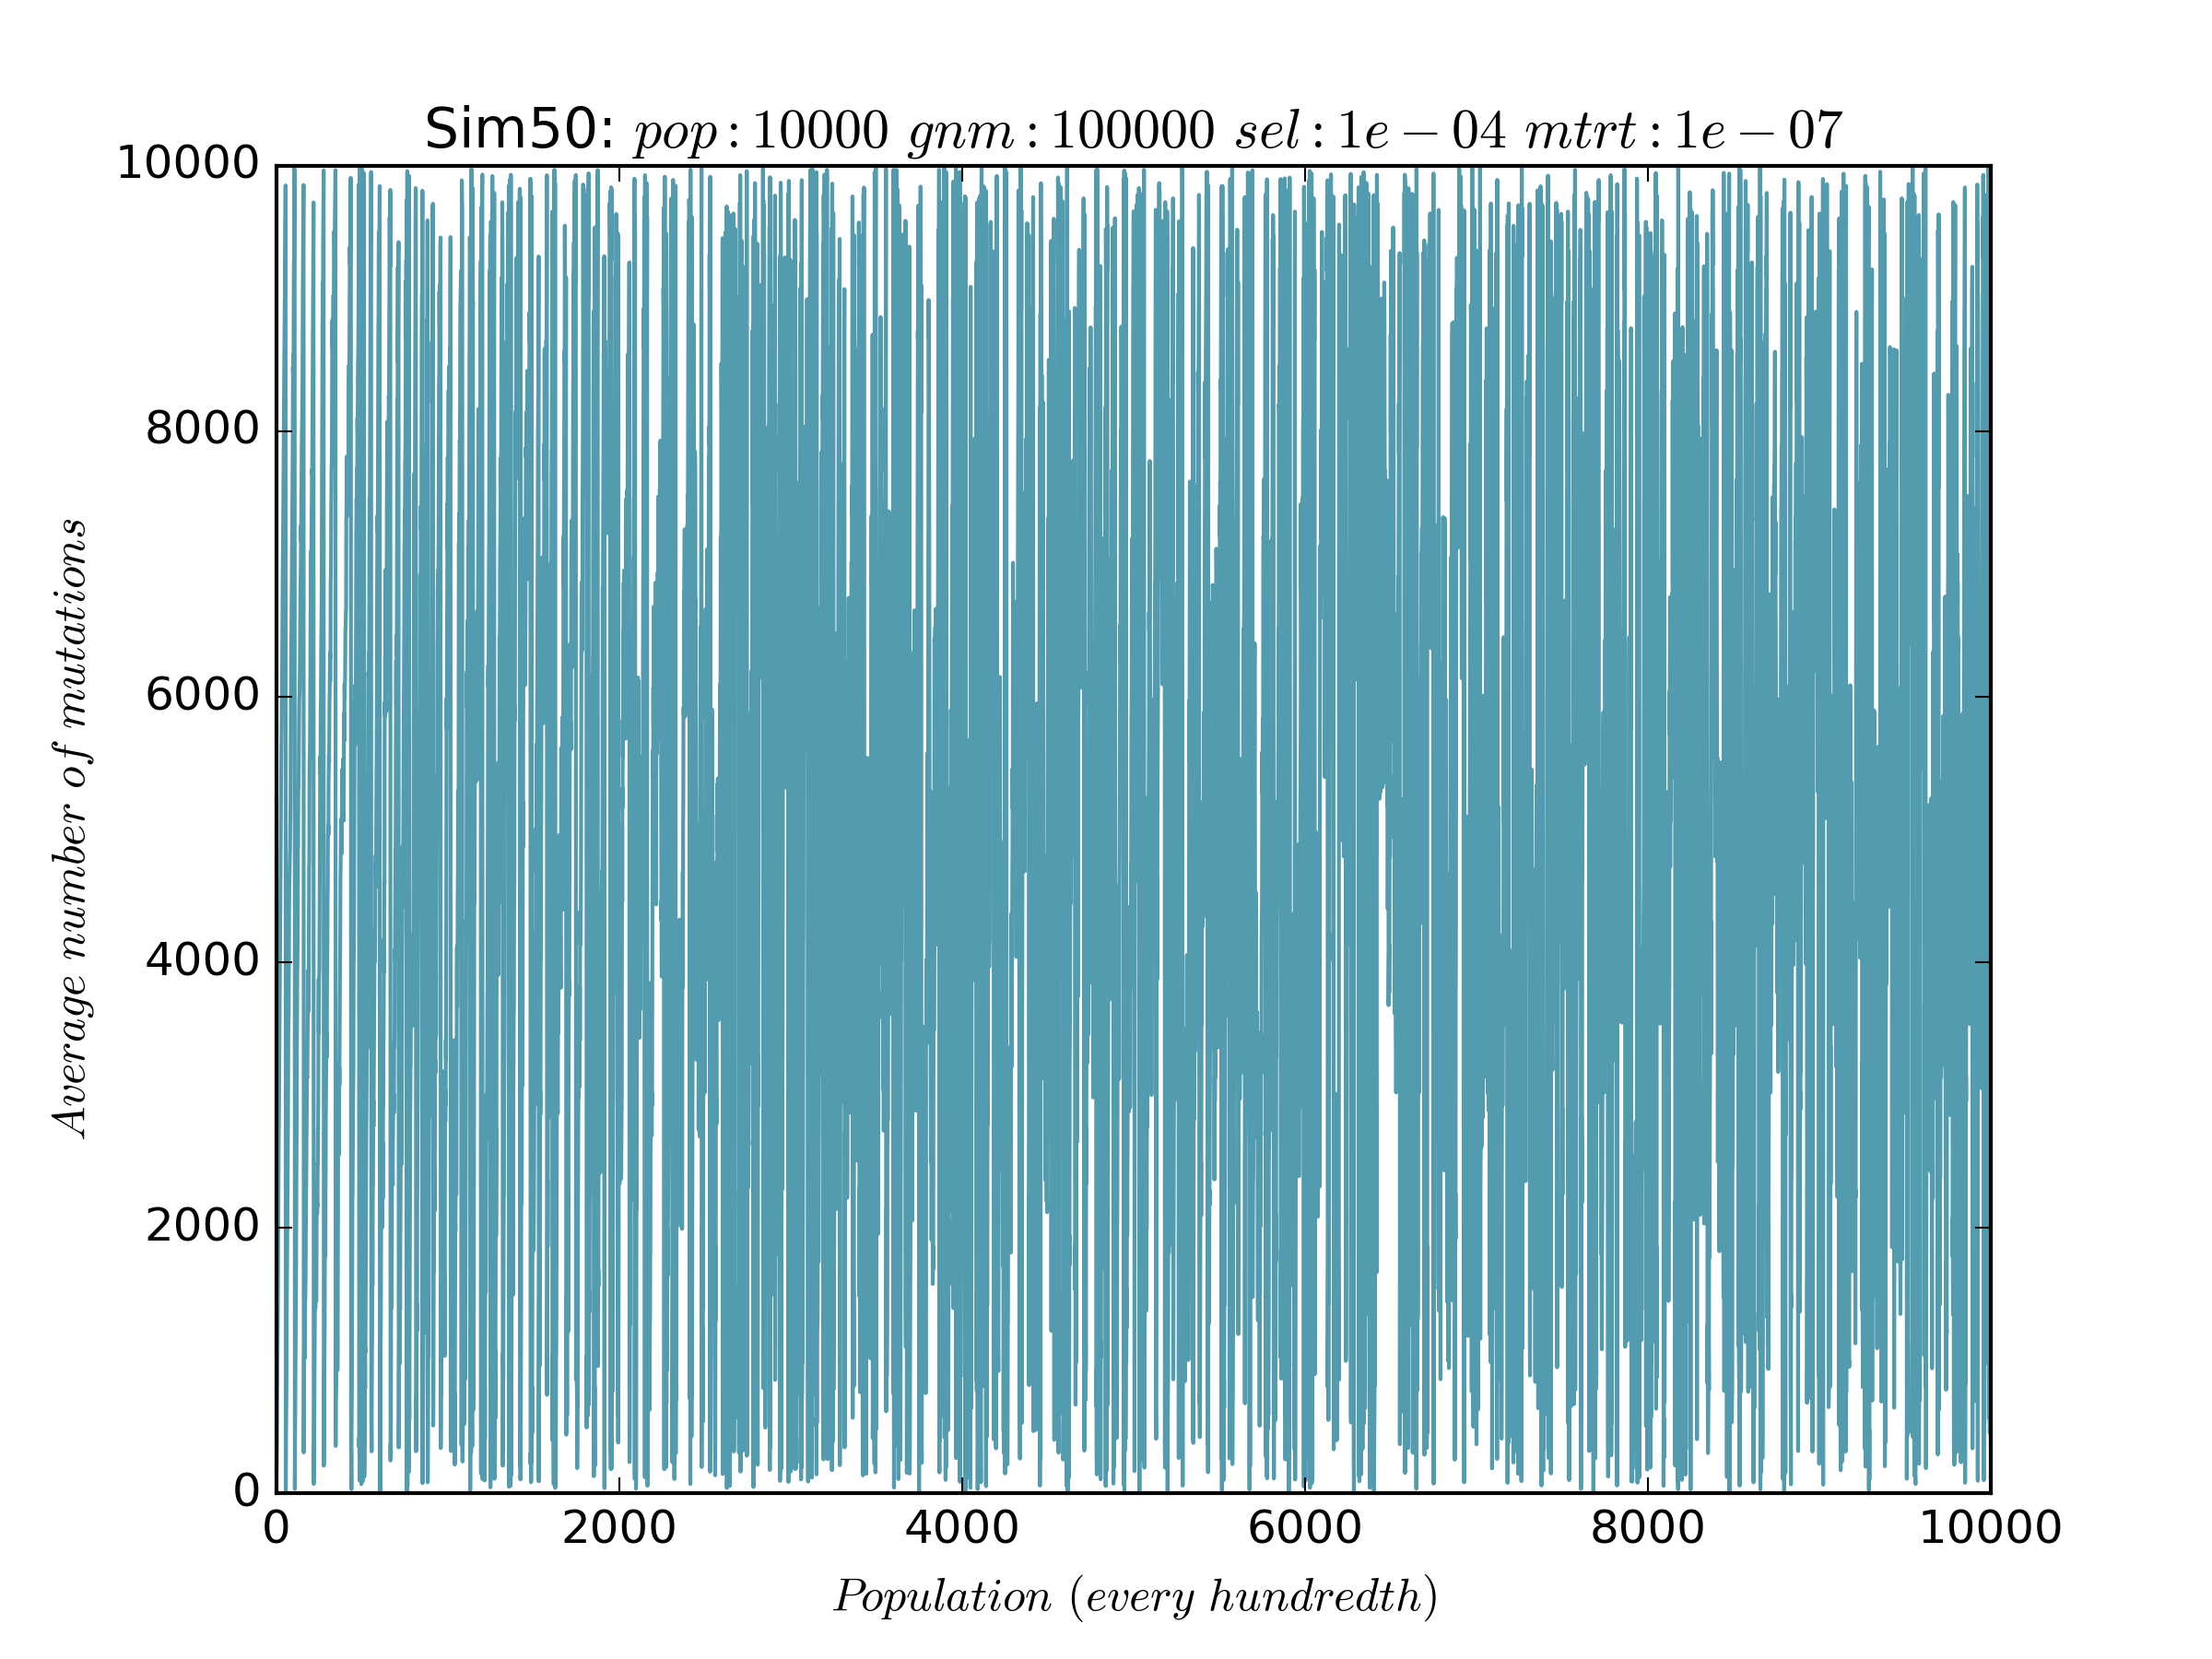 Sim50: pop : 10000 gnm : 100000 sel : 1e − 04 mtrt : 1e − 07
10000
8000
6000
4000
2000
0
Average number of mutations
0 2000 4000 6000 8000 10000
Population (every hundredth)